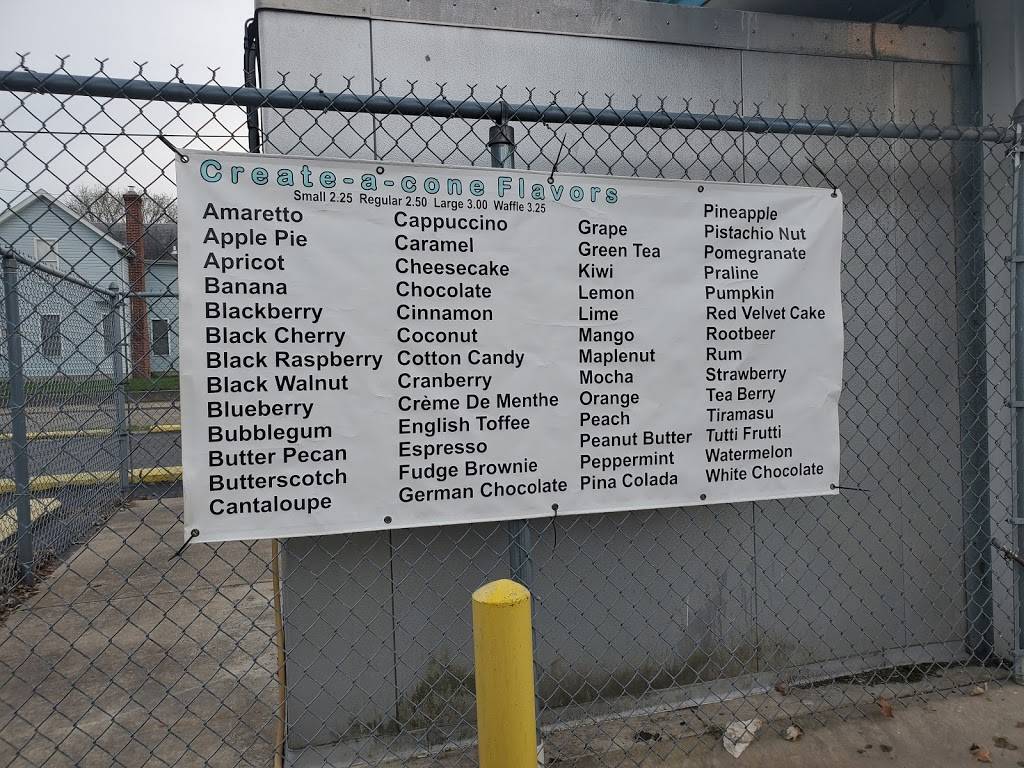 Create-a-cone Flavors
Small 2.25 Regular 2.50 Large 3.00 Waffle 3.25
Amaretto
Apple Pie
Apricot
Banana
Blackberry
Black Cherry
Black Raspberry
Black Walnut
Blueberry
Bubblegum
Butter Pecan
Butterscotch
Cantaloupe
Cappuccino
Caramel
Cheesecake
Chocolate
Cinnamon
Coconut
Cotton Candy
Cranberry
Crème De Menthe
English Toffee
Espresso
Fudge Brownie
German Chocolate
Grape
Green Tea
Kiwi
Lemon
Lime
Mango
Maplenut
Mocha
Orange
Peach
Peanut Butter
Peppermint
Pina Colada
Pineapple
Pistachio Nut
Pomegranate
Praline
Pumpkin
Red Velvet Cake
Rootbeer
Rum
Strawberry
Tea Berry
Tiramasu
Tutti Frutti
Watermelon
White Chocolate